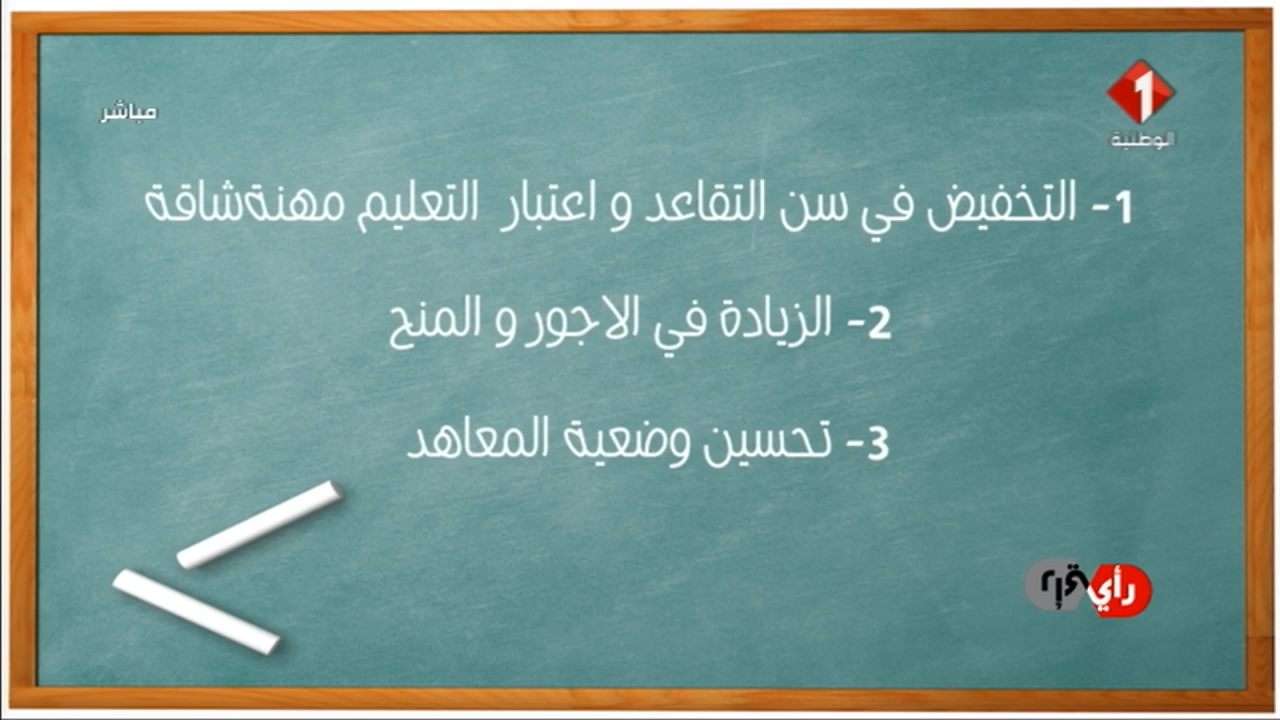 1
الوطنية
مباشر
1- التخفيض في سن التقاعد و اعتبار التعليم مهنةشاقة
2- الزيادة في الاجور و المنح
3- تحسين وضعية المعاهد
رأي